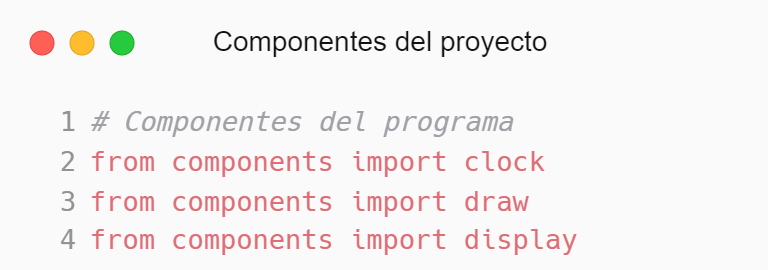 Componentes del proyecto
1 # Componentes del programa
2 from components import clock
3 from components import draw
4 from components import display